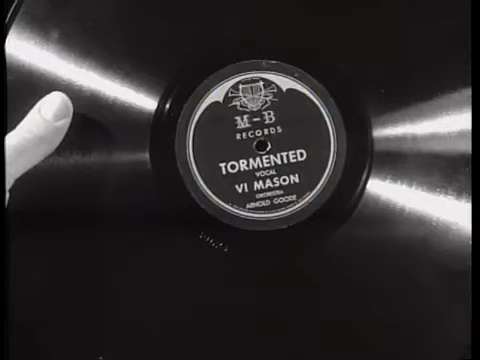 M-B
RECORDS
TORMENTED
VOCAL
VI MASON
ORCHESTRA
ARNOLD GOODE